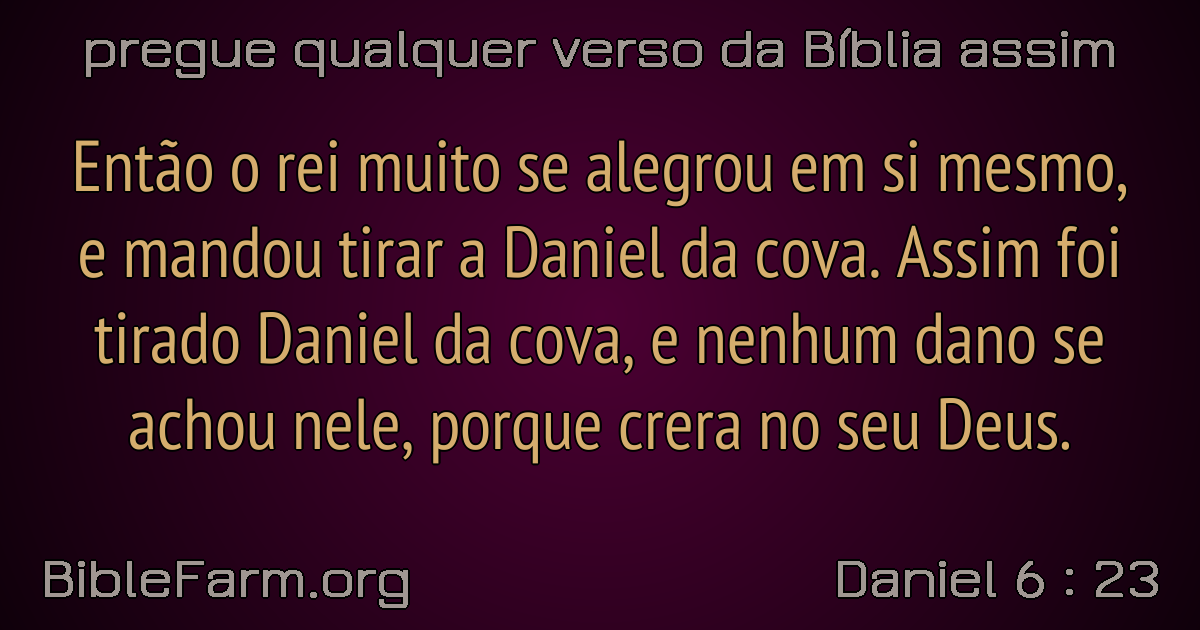 pregue qualquer verso da Bíblia assim
Então o rei muito se alegrou em si mesmo,
e mandou tirar a Daniel da cova. Assim foi
tirado Daniel da cova, e nenhum dano se
achou nele, porque crera no seu Deus.
BibleFarm.org
Daniel 6 : 23